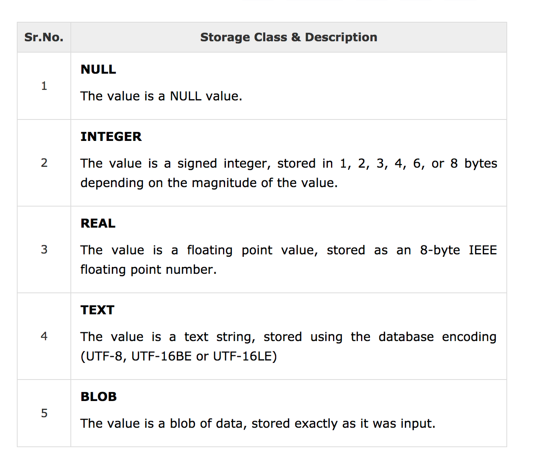 Sr.No. Storage Class & Description
NULL
1
The value is a NULL value.
INTEGER
2
The value is a signed integer, stored in 1, 2, 3, 4, 6, or 8 bytes
depending on the magnitude of the value.
REAL
3
The value is a floating point value, stored as an 8-byte IEEE
floating point number.
TEXT
4
The value is a text string, stored using the database encoding
(UTF-8, UTF-16BE or UTF-16LE)
BLOB
5
The value is a blob of data, stored exactly as it was input.